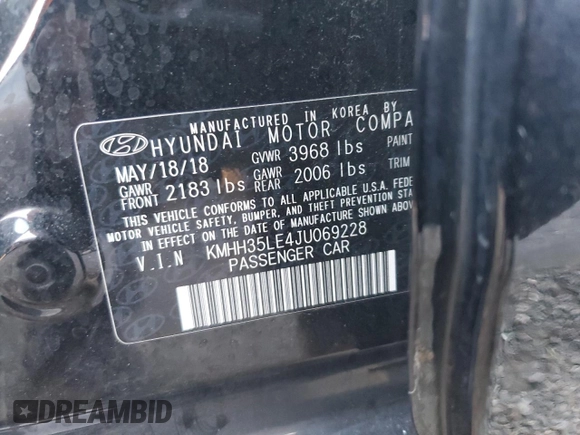 MANUFACTURED IN KOREA BY
HYUNDAI MOTOR COMPA
MAY/18/18 GVWR 3968 lbs PAINT
GAWR FRONT 2183 lbs GAWR REAR 2006 lbs TRIM
THIS VEHICLE CONFORMS TO ALL APPLICABLE U.S.A. FEDE
MOTOR VEHICLE SAFETY, BUMPER, AND THEFT PREVENTION STA
IN EFFECT ON THE DATE OF MANUFACTURE SHOWN ABOVE.
V.I.N KMHH35LE4JU069228
PASSENGER CAR
DREAMBID